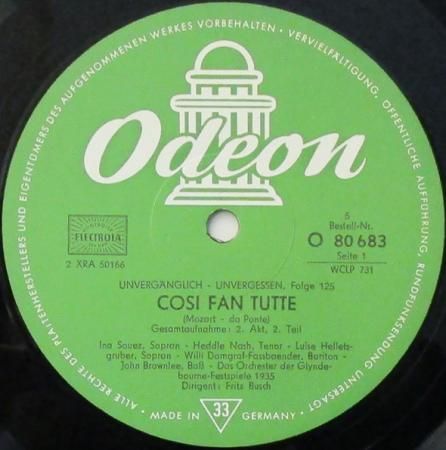 ALLE RECHTE DES PLATTENHERSTELLERS UND EIGENTÜMERS DES AUFGENOMMENEN WERKES VORBEHALTEN · VERVIELFÄLTIGUNG, ÖFFENTLICHE AUFFÜHRUNG, RUNDFUNKSENDUNG UNTERSAGT
Odeon
ELECTROLA
2 XRA 50166
6
Bestell-Nr.
O 80 683
Seite 1
WCLP 731
UNVERGÄNGLICH - UNVERGESSEN, Folge 125
COSI FAN TUTTE
(Mozart - da Ponte)
Gesamtaufnahme: 2. Akt, 2. Teil
Ina Souez, Sopran - Heddle Nash, Tenor - Luise Helletsgruber, Sopran - Willi Domgraf-Fassbaender, Bariton -
John Brownlee, Baß - Das Orchester der Glyndebourne-Festspiele 1935
Dirigent: Fritz Busch
· MADE IN 33 GERMANY ·